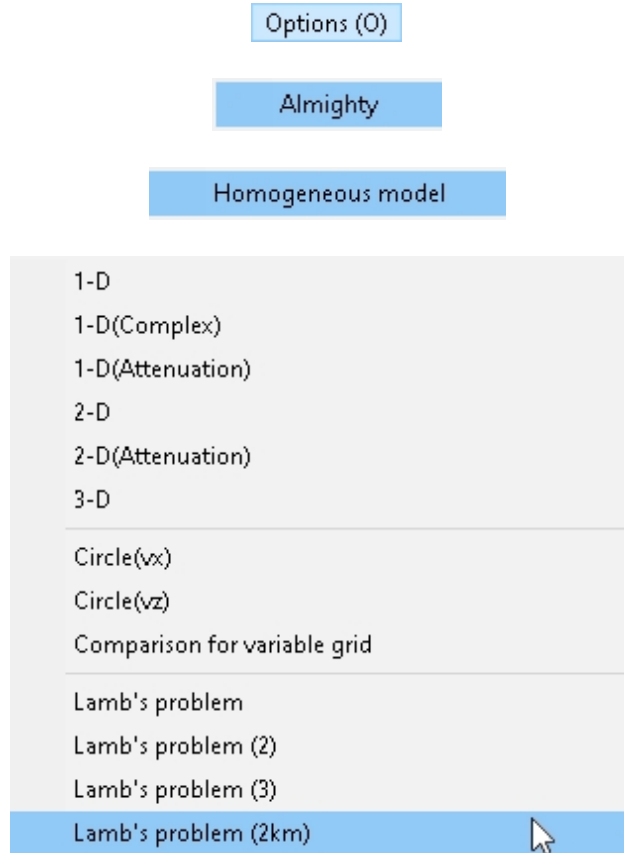 Options (O)
Almighty
Homogeneous model
1-D
1-D(Complex)
1-D(Attenuation)
2-D
2-D(Attenuation)
3-D
Circle(vx)
Circle(vz)
Comparison for variable grid
Lamb's problem
Lamb's problem (2)
Lamb's problem (3)
Lamb's problem (2km)